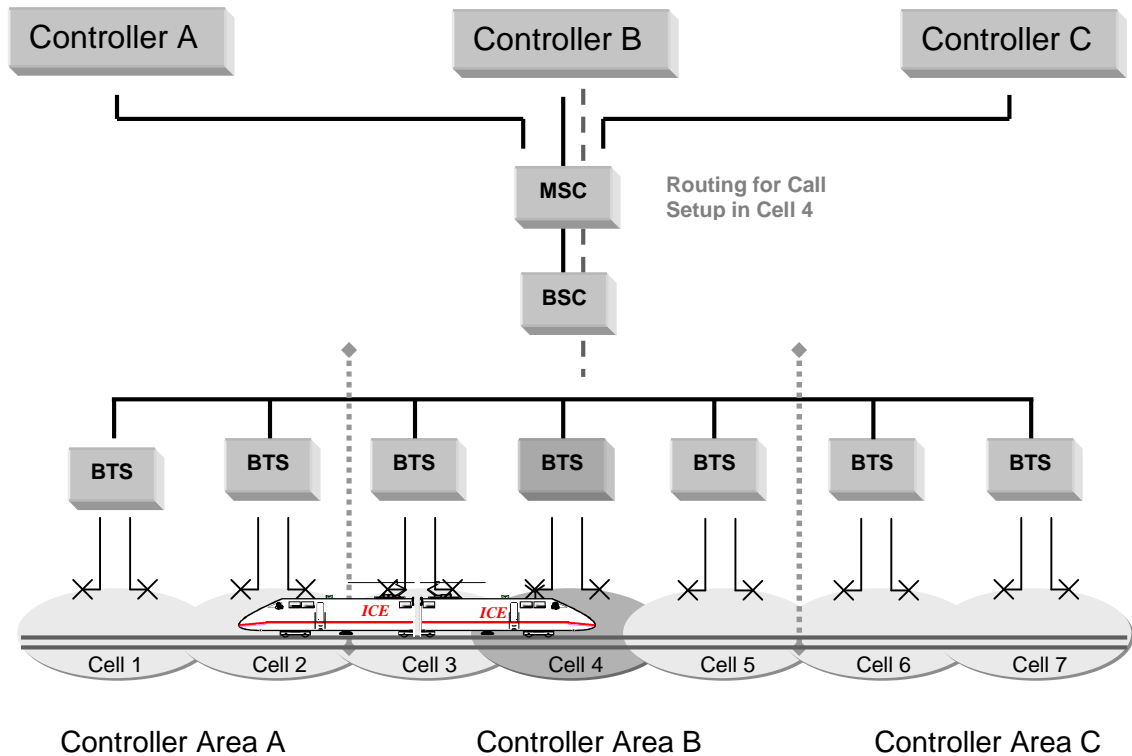 Controller A
Controller B
Controller C
MSC
Routing for Call
Setup in Cell 4
BSC
BTS
BTS
BTS
BTS
BTS
BTS
BTS
ICE
ICE
Cell 1
Cell 2
Cell 3
Cell 4
Cell 5
Cell 6
Cell 7
Controller Area A
Controller Area B
Controller Area C